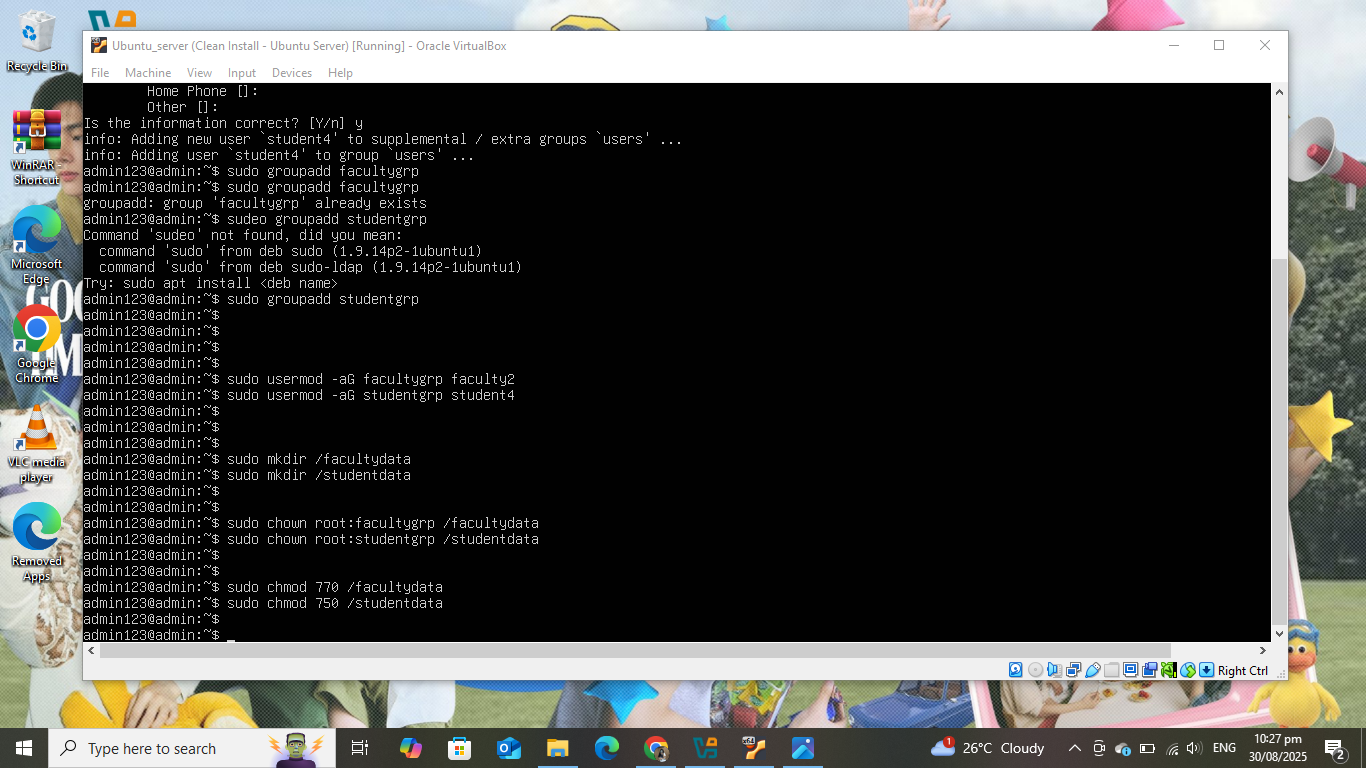 Recycle Bin
WinRAR - Shortcut
Microsoft Edge
Google Chrome
VLC media player
Removed Apps
Ubuntu_server (Clean Install - Ubuntu Server) [Running] - Oracle VirtualBox
File Machine View Input Devices Help
Home Phone []:
Other []:
Is the information correct? [Y/n] y
info: Adding new user `student4' to supplemental / extra groups `users' ...
info: Adding user `student4' to group `users' ...
admin123@admin:~$ sudo groupadd facultygrp
admin123@admin:~$ sudo groupadd facultygrp
groupadd: group 'facultygrp' already exists
admin123@admin:~$ sudeo groupadd studentgrp
Command 'sudeo' not found, did you mean:
command 'sudo' from deb sudo (1.9.14p2-1ubuntu1)
command 'sudo' from deb sudo-ldap (1.9.14p2-1ubuntu1)
Try: sudo apt install <deb name>
admin123@admin:~$ sudo groupadd studentgrp
admin123@admin:~$
admin123@admin:~$
admin123@admin:~$
admin123@admin:~$
admin123@admin:~$ sudo usermod -aG facultygrp faculty2
admin123@admin:~$ sudo usermod -aG studentgrp student4
admin123@admin:~$
admin123@admin:~$
admin123@admin:~$
admin123@admin:~$ sudo mkdir /facultydata
admin123@admin:~$ sudo mkdir /studentdata
admin123@admin:~$
admin123@admin:~$
admin123@admin:~$ sudo chown root:facultygrp /facultydata
admin123@admin:~$ sudo chown root:studentgrp /studentdata
admin123@admin:~$
admin123@admin:~$
admin123@admin:~$ sudo chmod 770 /facultydata
admin123@admin:~$ sudo chmod 750 /studentdata
admin123@admin:~$
admin123@admin:~$ _
Right Ctrl
Type here to search
26°C Cloudy
ENG
10:27 pm
30/08/2025
2